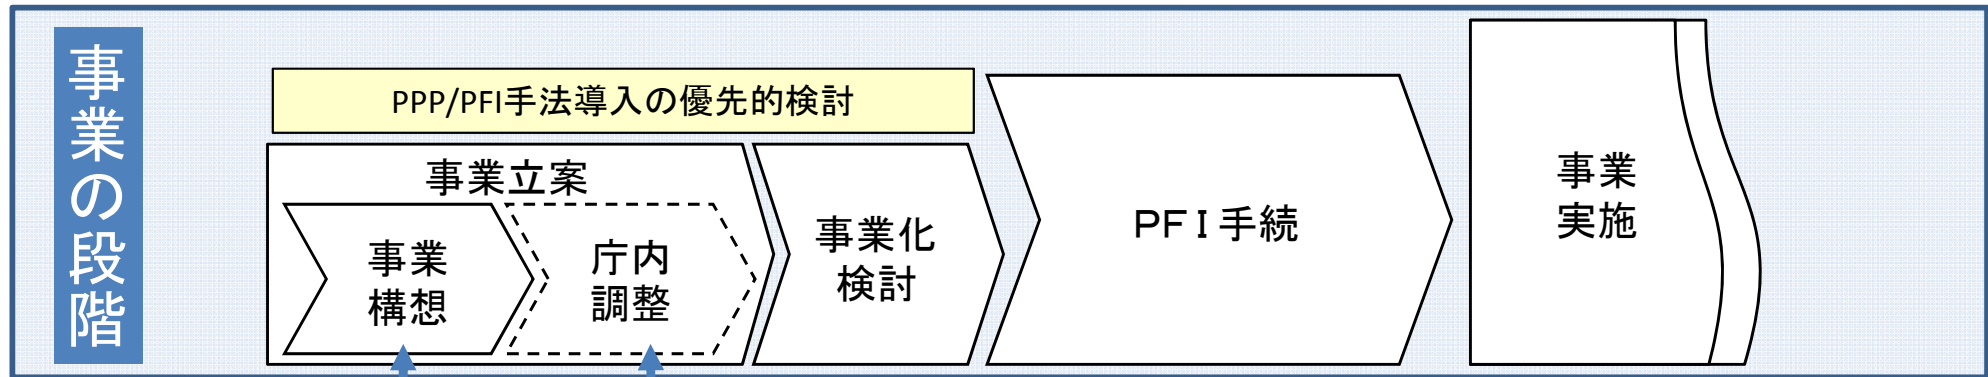 事業の段階
PPP/PFI手法導入の優先的検討
事業立案
事業
構想
庁内
調整
事業化
検討
PFI手続
事業
実施